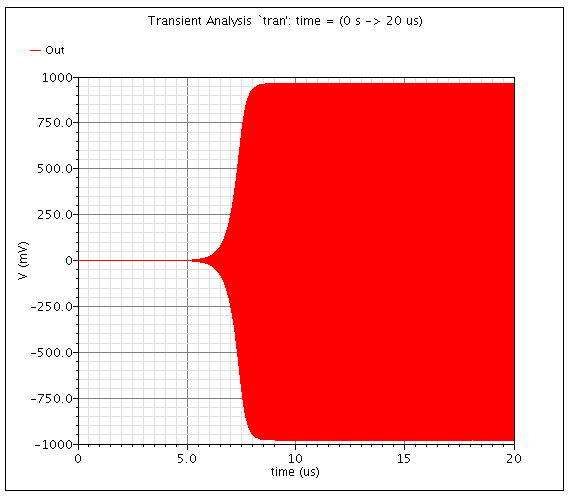 Transient Analysis `tran': time = (0 s -> 20 us)
Out
1000
750.0
500.0
250.0
0
-250.0
-500.0
-750.0
-1000
V (mV)
0 5.0 10 15 20
time (us)